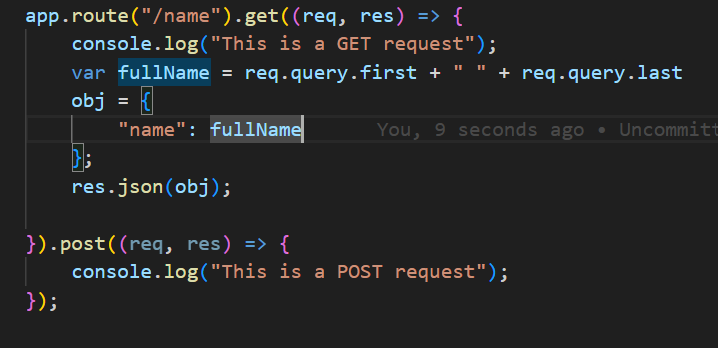 app.route("/name").get((req, res) => {
    console.log("This is a GET request");
    var fullName = req.query.first + " " + req.query.last
    obj = {
        "name": fullName You, 9 seconds ago • Uncommitt
    };
    res.json(obj);
}).post((req, res) => {
    console.log("This is a POST request");
});